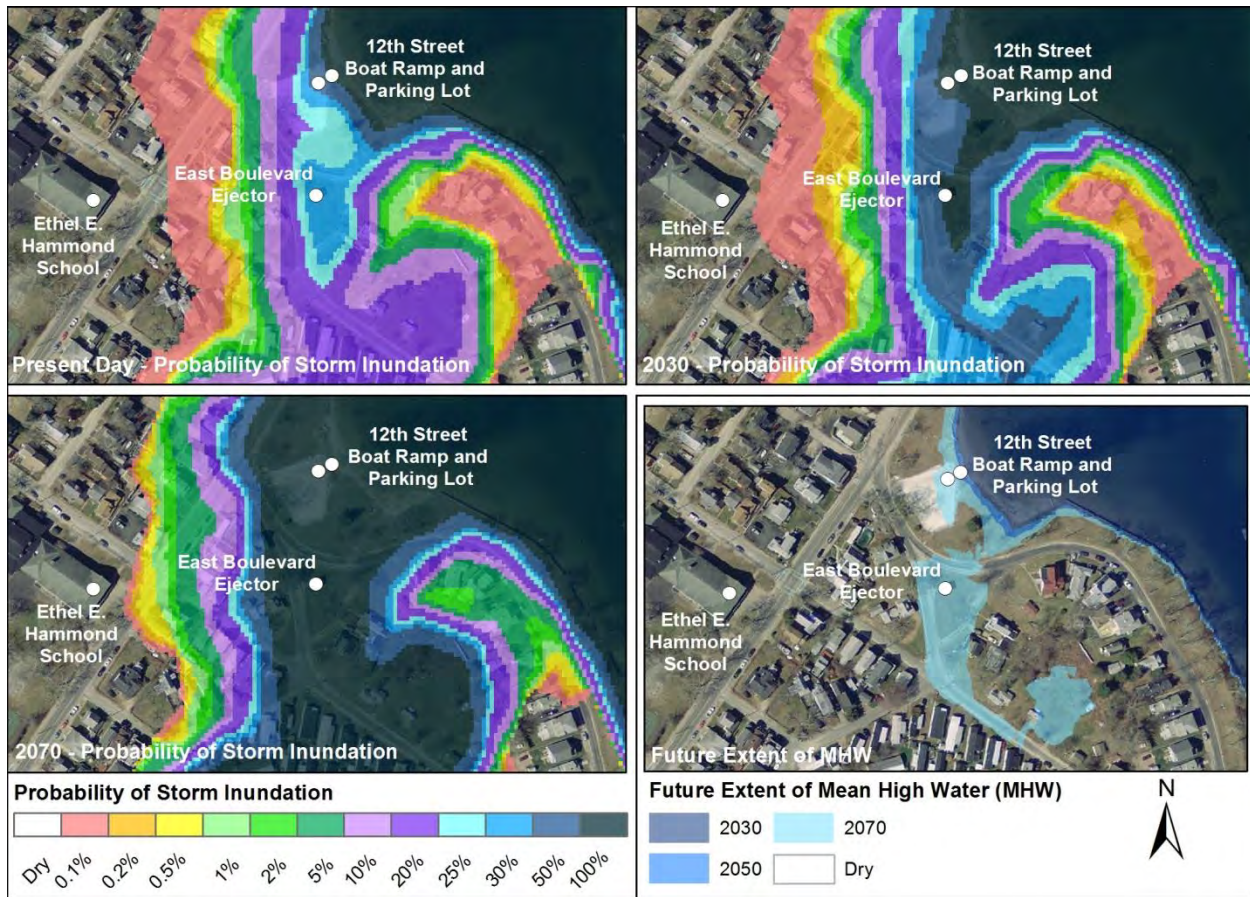 12th Street
Boat Ramp and
Parking Lot
East Boulevard
Ejector
Ethel E.
Hammond
School
Present Day - Probability of Storm Inundation
12th Street
Boat Ramp and
Parking Lot
East Boulevard
Ejector
Ethel E.
Hammond
School
2030 - Probability of Storm Inundation
12th Street
Boat Ramp and
Parking Lot
East Boulevard
Ejector
Ethel E.
Hammond
School
2070 - Probability of Storm Inundation
12th Street
Boat Ramp and
Parking Lot
East Boulevard
Ejector
Ethel E.
Hammond
School
Future Extent of MHW
Probability of Storm Inundation
Dry 0.1% 0.2% 0.5% 1% 2% 5% 10% 20% 25% 30% 50% 100%
Future Extent of Mean High Water (MHW)
2030 2070
2050 Dry
N